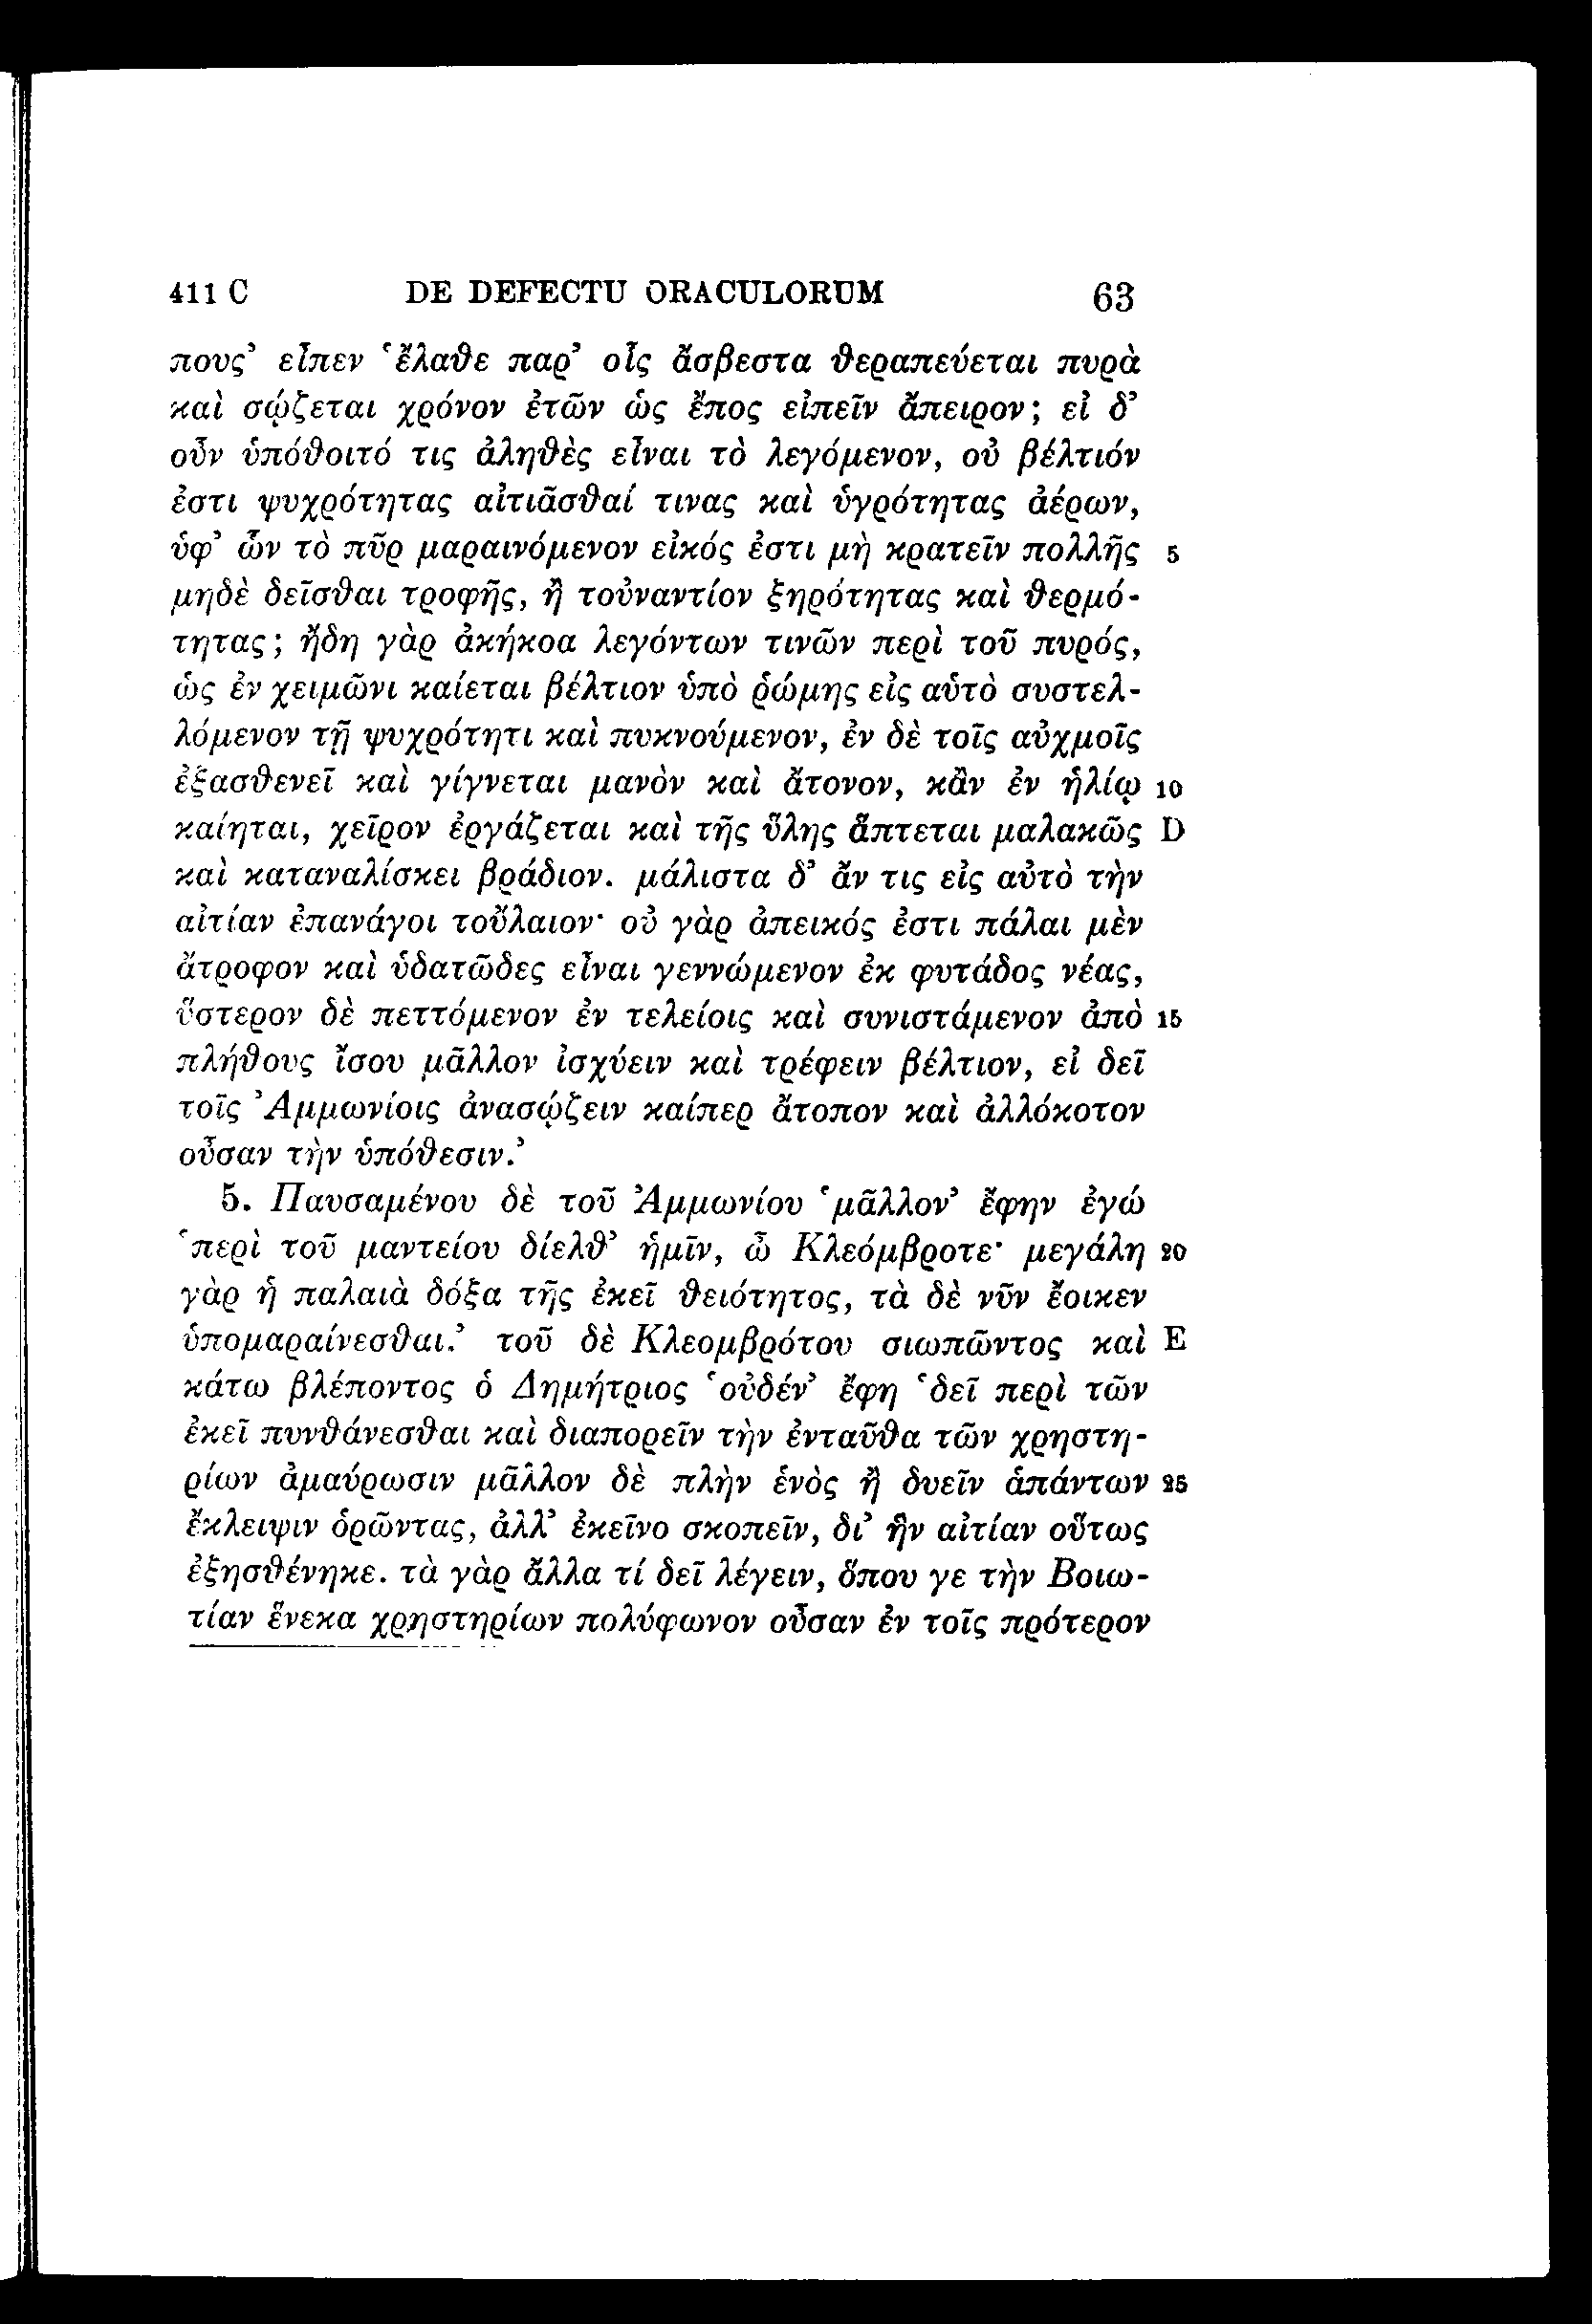 411 C DE DEFECTU ORACULORUM 63
πους’ εἶπεν ‘ἔλαθε παρ’ οἷς ἄσβεστα θεραπεύεται πυρὰ
καὶ σῴζεται χρόνον ἐτῶν ὡς ἔπος εἰπεῖν ἄπειρον; εἰ δ’
οὖν ὑπόθοιτό τις ἀληθὲς εἶναι τὸ λεγόμενον, οὐ βέλτιόν
ἐστι ψυχρότητας αἰτιᾶσθαί τινας καὶ ὑγρότητας ἀέρων,
ὑφ’ ὧν τὸ πῦρ μαραινόμενον εἰκός ἐστι μὴ κρατεῖν πολλῆς 5
μηδὲ δεῖσθαι τροφῆς, ἢ τοὐναντίον ξηρότητας καὶ θερμό-
τητας; ἤδη γὰρ ἀκήκοα λεγόντων τινῶν περὶ τοῦ πυρός,
ὡς ἐν χειμῶνι καίεται βέλτιον ὑπὸ ῥώμης εἰς αὑτὸ συστελ-
λόμενον τῇ ψυχρότητι καὶ πυκνούμενον, ἐν δὲ τοῖς αὐχμοῖς
ἐξασθενεῖ καὶ γίγνεται μανὸν καὶ ἄτονον, κἂν ἐν ἡλίῳ 10
καίηται, χεῖρον ἐργάζεται καὶ τῆς ὕλης ἅπτεται μαλακῶς D
καὶ καταναλίσκει βράδιον. μάλιστα δ’ ἄν τις εἰς αὐτὸ τὴν
αἰτίαν ἐπανάγοι τοὔλαιον· οὐ γὰρ ἀπεικός ἐστι πάλαι μὲν
ἄτροφον καὶ ὑδατῶδες εἶναι γεννώμενον ἐκ φυτάδος νέας,
ὕστερον δὲ πεττόμενον ἐν τελείοις καὶ συνιστάμενον ἀπὸ 15
πλήθους ἴσου μᾶλλον ἰσχύειν καὶ τρέφειν βέλτιον, εἰ δεῖ
τοῖς Ἀμμωνίοις ἀνασῴζειν καίπερ ἄτοπον καὶ ἀλλόκοτον
οὖσαν τὴν ὑπόθεσιν.’
5. Παυσαμένου δὲ τοῦ Ἀμμωνίου ‘μᾶλλον’ ἔφην ἐγώ
‘περὶ τοῦ μαντείου δίελθ’ ἡμῖν, ὦ Κλεόμβροτε· μεγάλη 20
γὰρ ἡ παλαιὰ δόξα τῆς ἐκεῖ θειότητος, τὰ δὲ νῦν ἔοικεν
ὑπομαραίνεσθαι.’ τοῦ δὲ Κλεομβρότου σιωπῶντος καὶ E
κάτω βλέποντος ὁ Δημήτριος ‘οὐδέν’ ἔφη ‘δεῖ περὶ τῶν
ἐκεῖ πυνθάνεσθαι καὶ διαπορεῖν τὴν ἐνταῦθα τῶν χρηστη-
ρίων ἀμαύρωσιν μᾶλλον δὲ πλὴν ἑνὸς ἢ δυεῖν ἁπάντων 25
ἔκλειψιν ὁρῶντας, ἀλλ’ ἐκεῖνο σκοπεῖν, δι’ ἣν αἰτίαν οὕτως
ἐξησθένηκε. τὰ γὰρ ἄλλα τί δεῖ λέγειν, ὅπου γε τὴν Βοιω-
τίαν ἕνεκα χρηστηρίων πολύφωνον οὖσαν ἐν τοῖς πρότερον